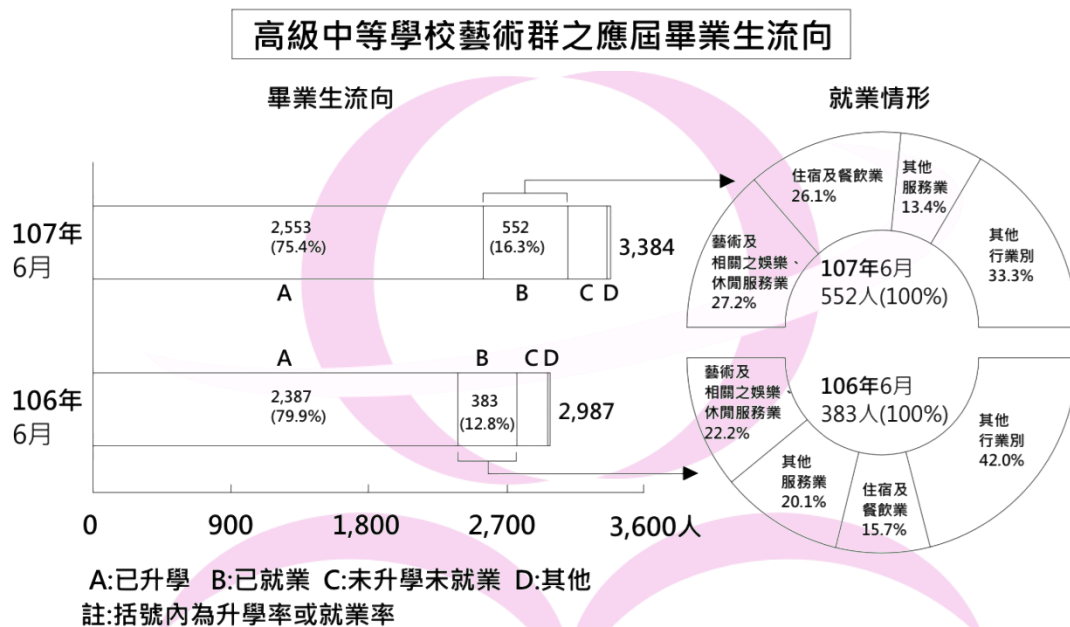 高級中等學校藝術群之應屆畢業生流向
畢業生流向
就業情形
107年
6月
2,553
(75.4%)
552
(16.3%)
3,384
A
B
C
D
藝術及
相關之娛樂、
休閒服務業
27.2%
住宿及餐飲業
26.1%
其他
服務業
13.4%
其他
行業別
33.3%
107年6月
552人(100%)
A
B
C
D
106年
6月
2,387
(79.9%)
383
(12.8%)
2,987
藝術及
相關之娛樂、
休閒服務業
22.2%
其他
服務業
20.1%
住宿及
餐飲業
15.7%
其他
行業別
42.0%
106年6月
383人(100%)
0
900
1,800
2,700
3,600人
A:已升學 B:已就業 C:未升學未就業 D:其他
註:括號內為升學率或就業率